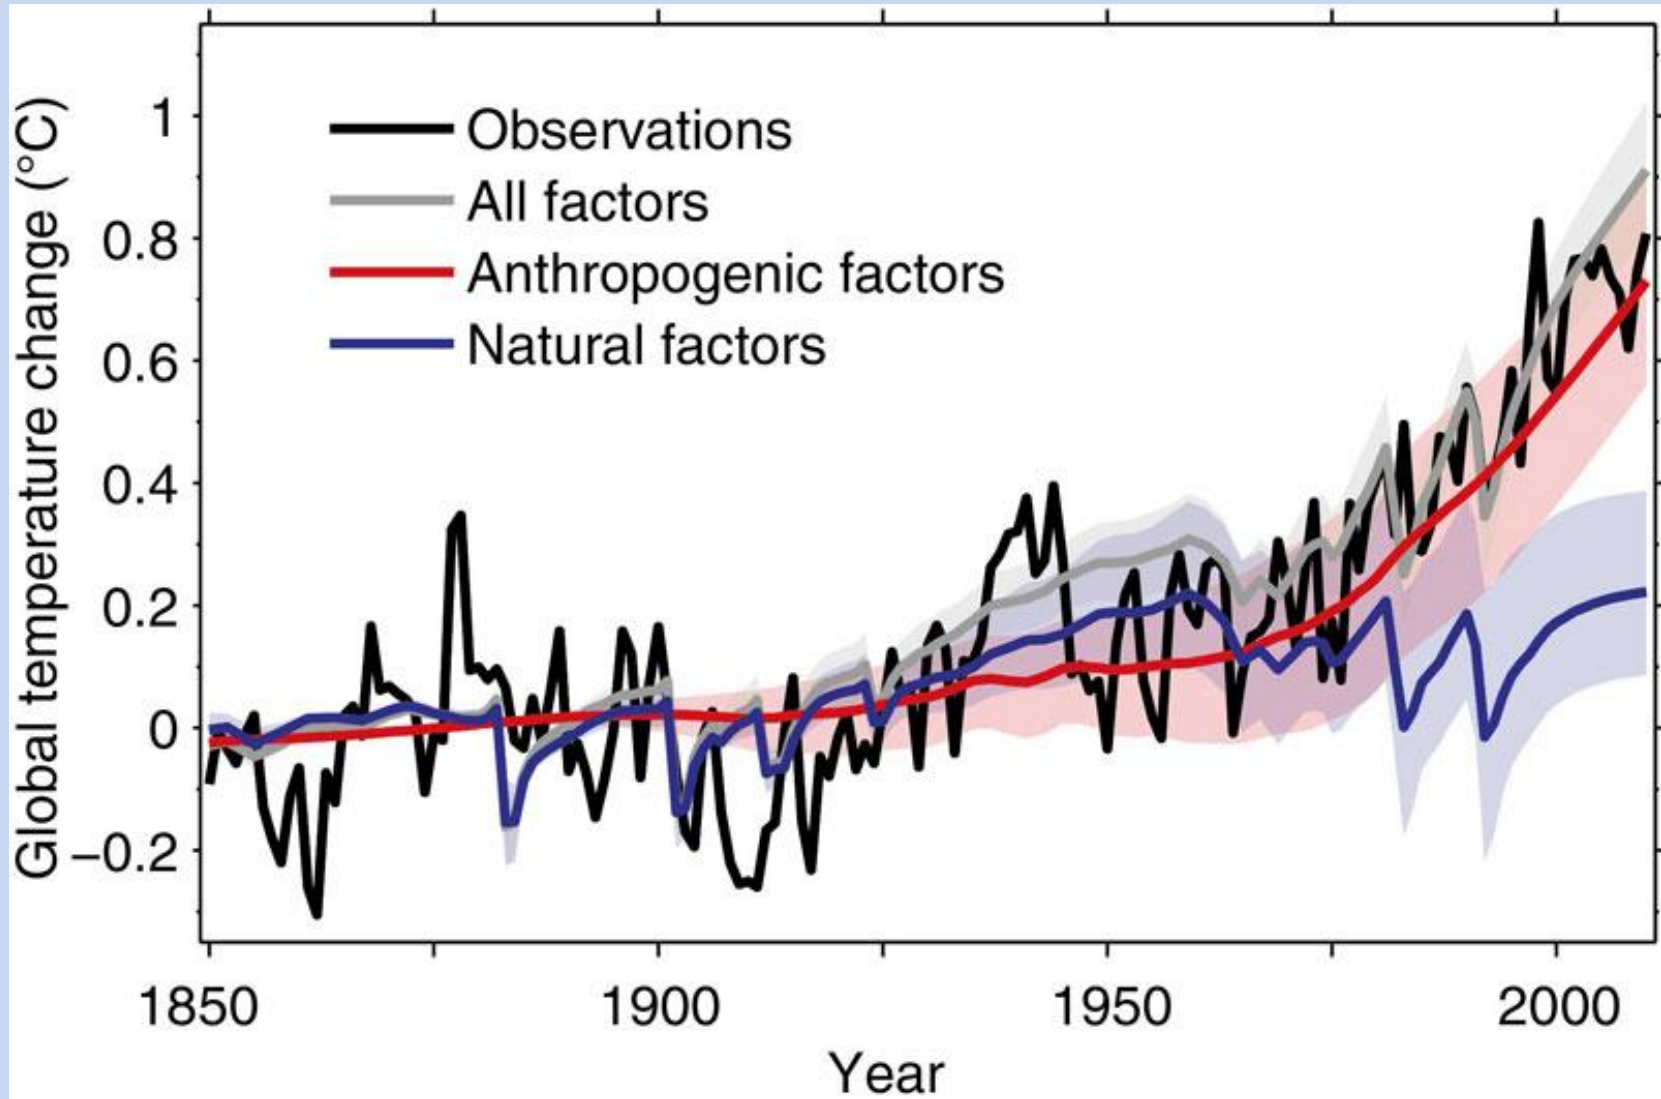 Global temperature change (°C)
1
0.8
0.6
0.4
0.2
0
−0.2
Observations
All factors
Anthropogenic factors
Natural factors
1850 1900 1950 2000
Year